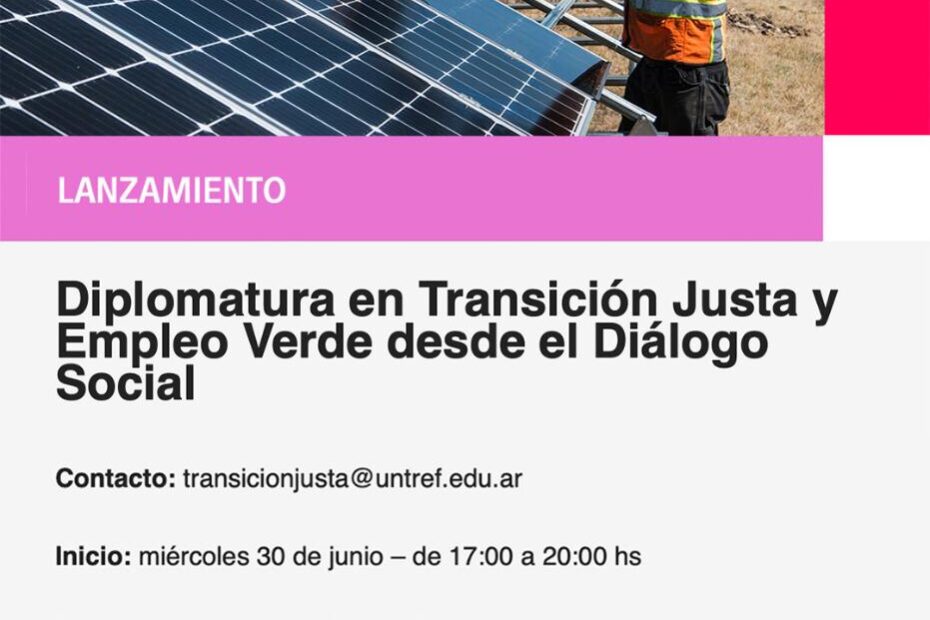 LANZAMIENTO
Diplomatura en Transición Justa y
Empleo Verde desde el Diálogo
Social
Contacto: transicionjusta@untref.edu.ar
Inicio: miércoles 30 de junio – de 17:00 a 20:00 hs